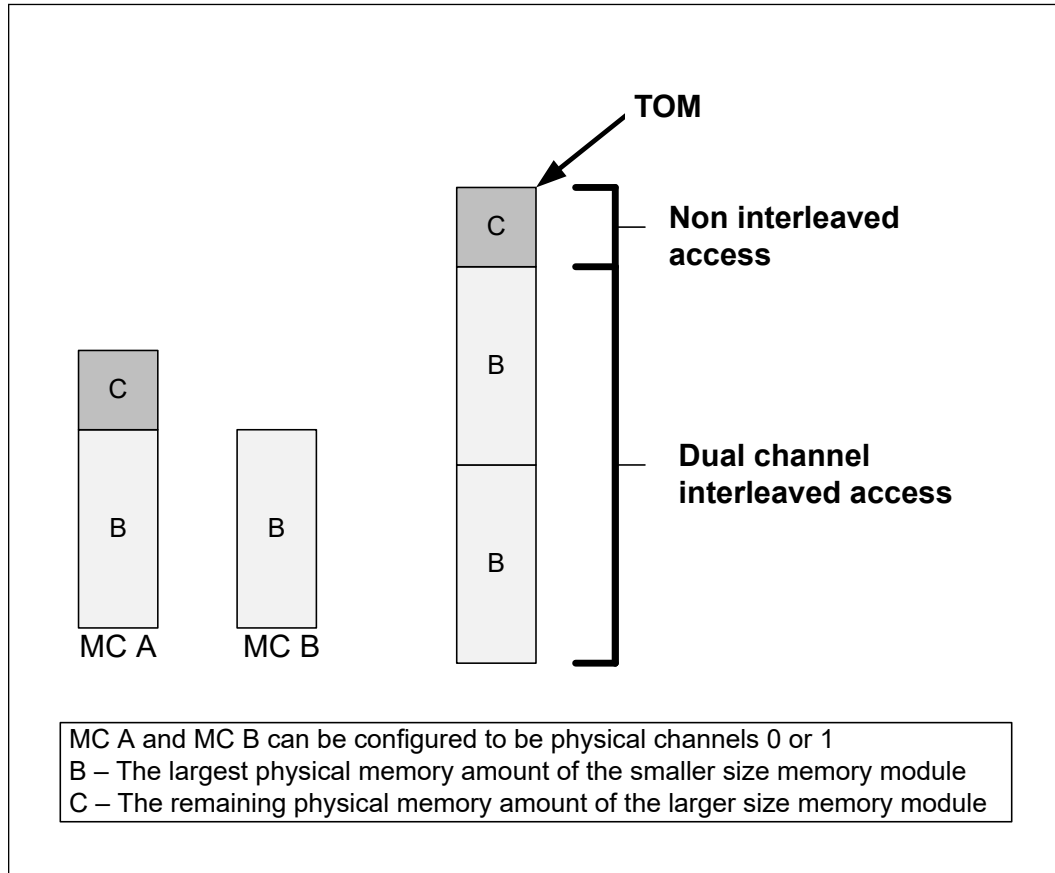 TOM
C
Non interleaved
access
B
C
Dual channel
interleaved access
B
B
B
MC A
MC B
MC A and MC B can be configured to be physical channels 0 or 1
B – The largest physical memory amount of the smaller size memory module
C – The remaining physical memory amount of the larger size memory module